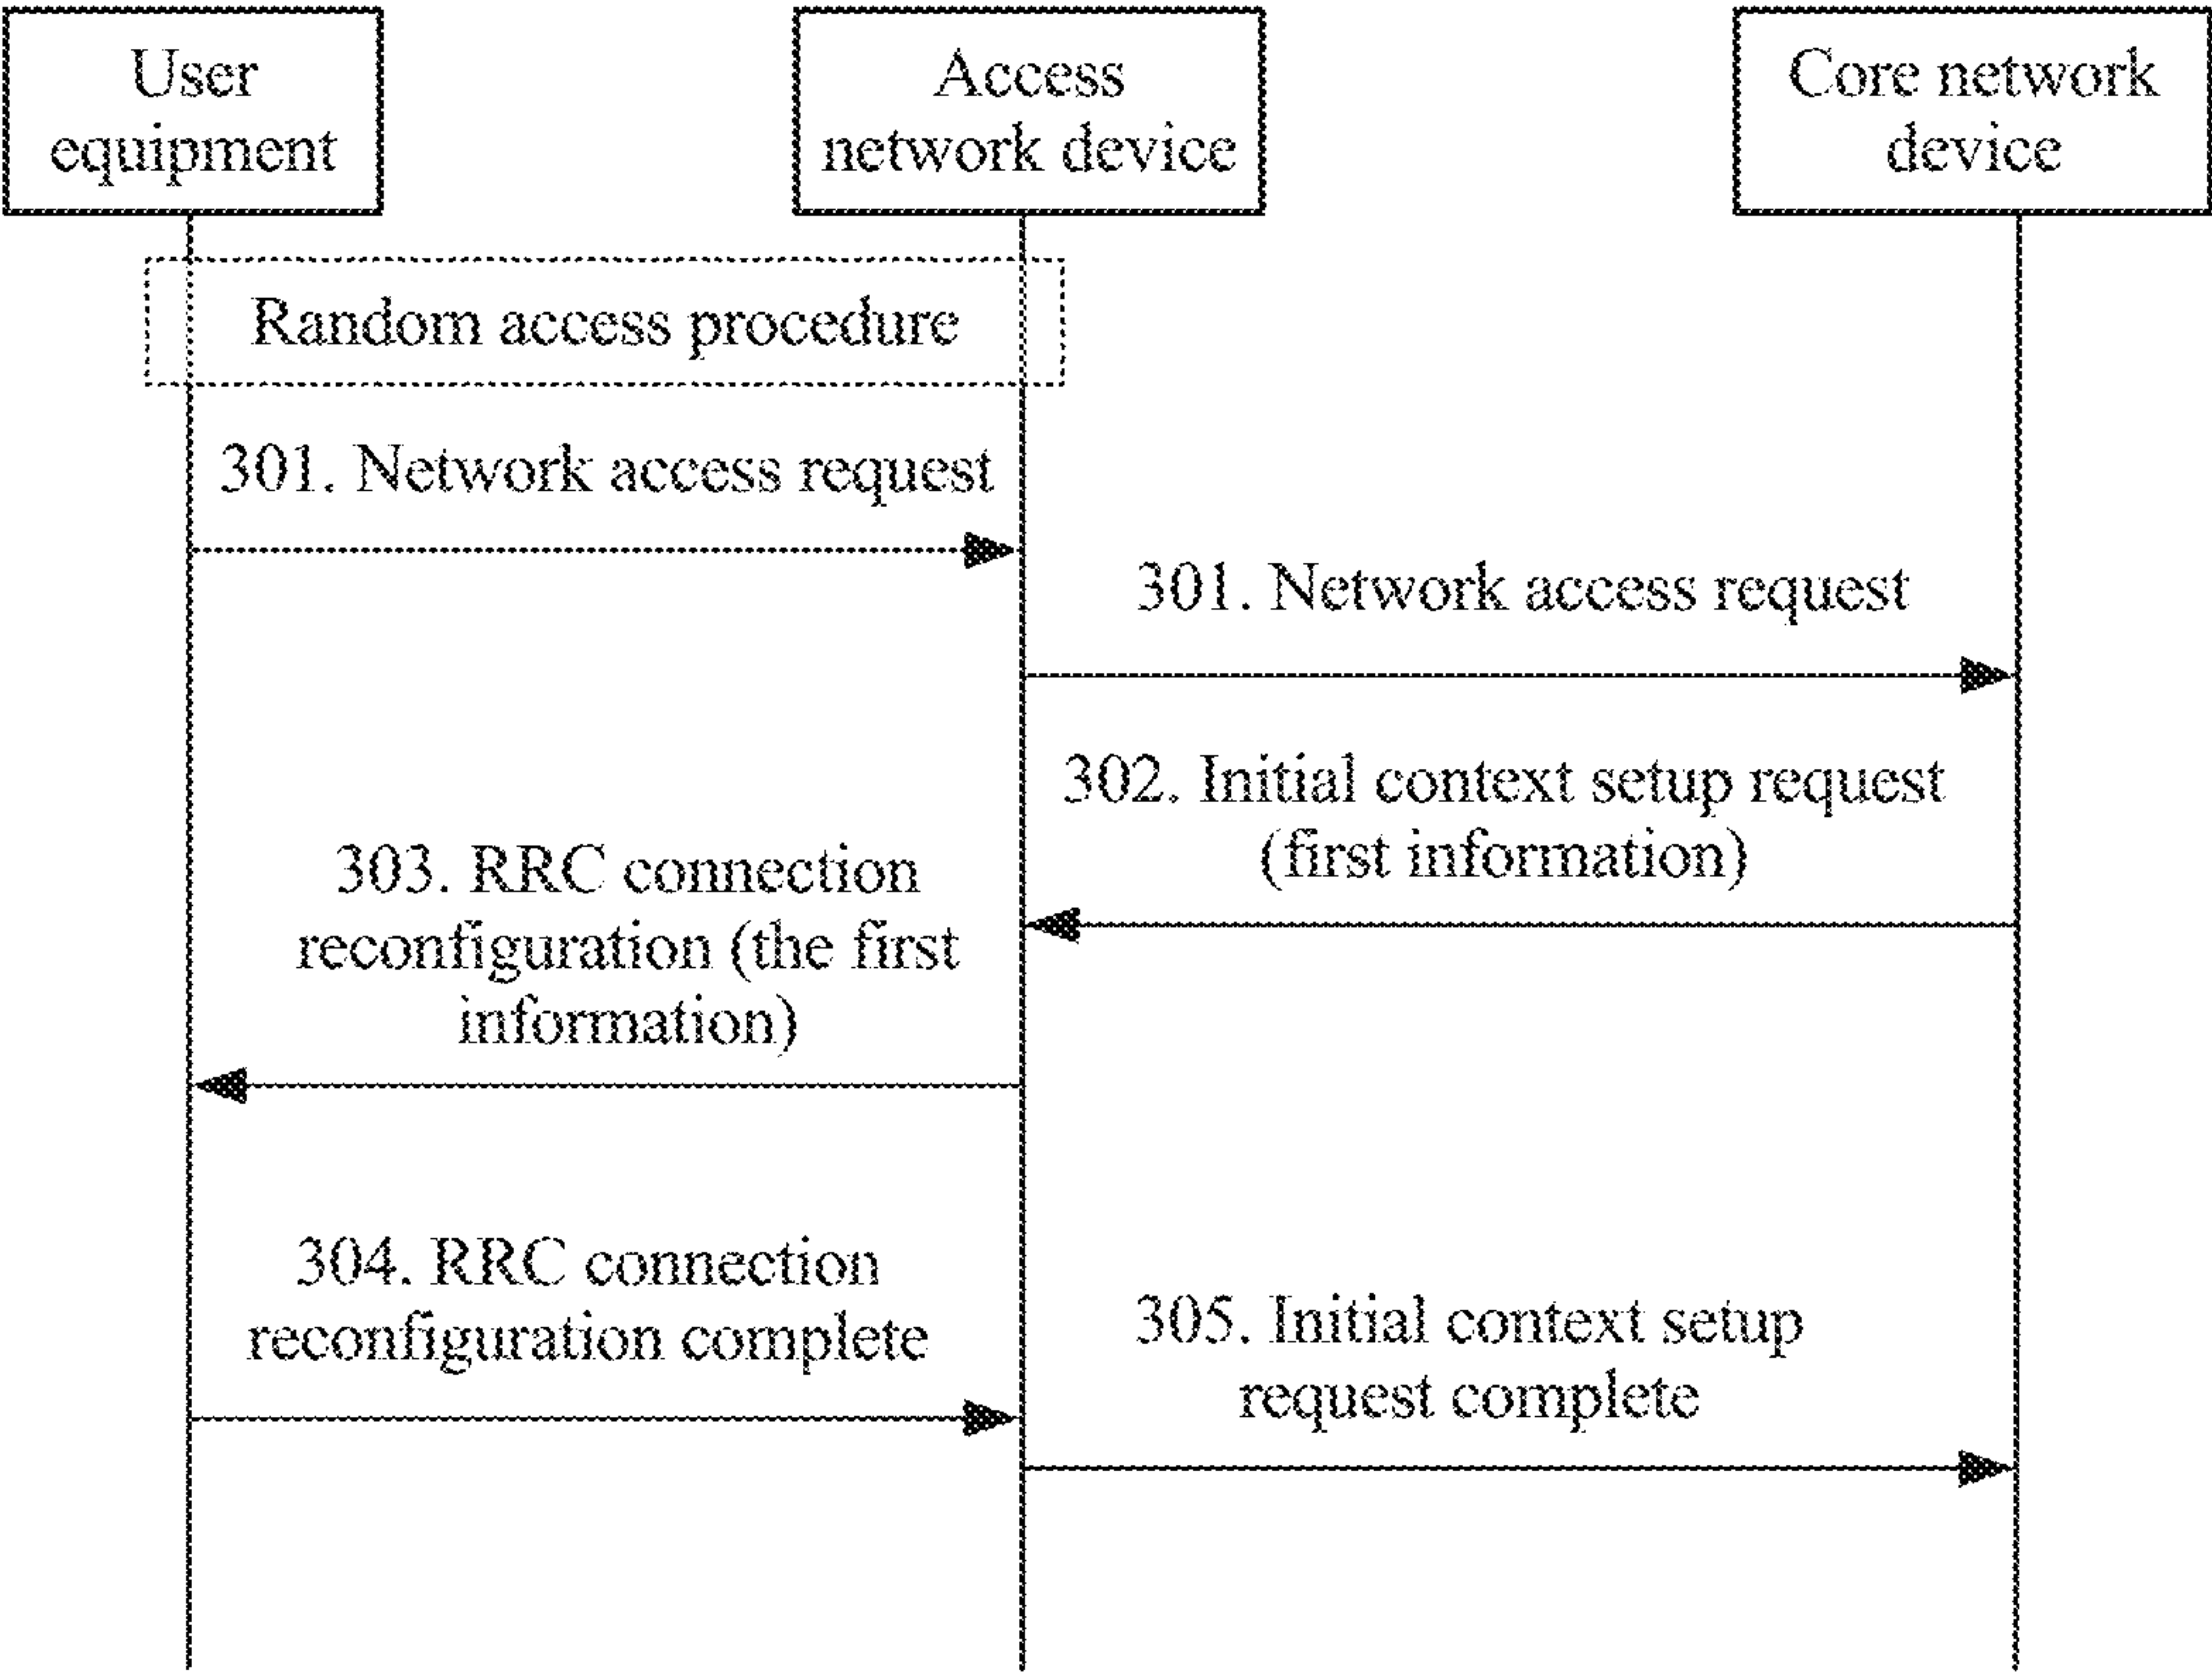 User
equipment
Access
network device
Core network
device
Random access procedure
301. Network access request
301. Network access request
302. Initial context setup request
(first information)
303. RRC connection
reconfiguration (the first
information)
304. RRC connection
reconfiguration complete
305. Initial context setup
request complete